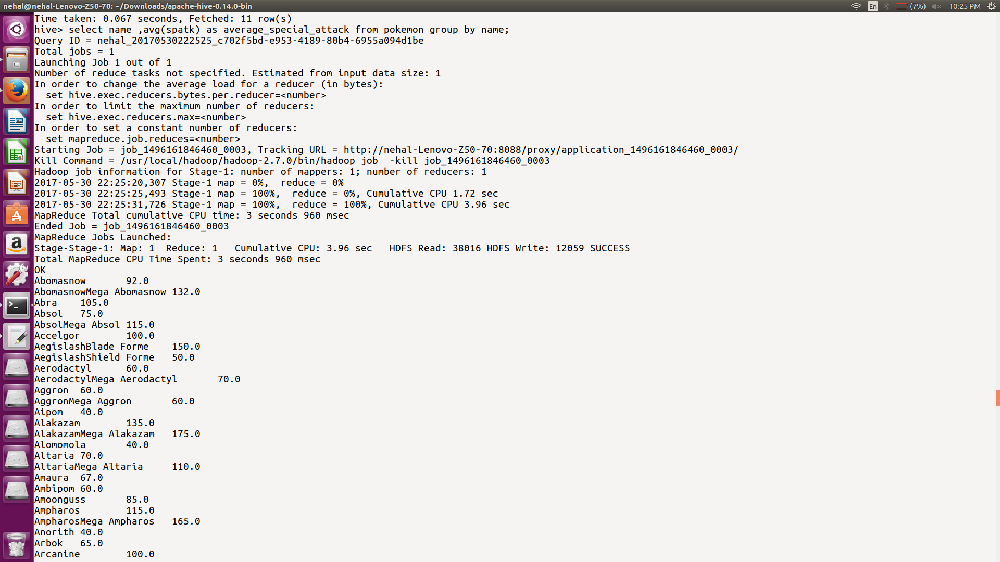 nehal@nehal-Lenovo-Z50-70: ~/Downloads/apache-hive-0.14.0-bin En (7%) 10:25 PM
Time taken: 0.067 seconds, Fetched: 11 row(s)
hive> select name ,avg(spatk) as average_special_attack from pokemon group by name;
Query ID = nehal_20170530222525_c702f5bd-e953-4189-80b4-6955a094d1be
Total jobs = 1
Launching Job 1 out of 1
Number of reduce tasks not specified. Estimated from input data size: 1
In order to change the average load for a reducer (in bytes):
  set hive.exec.reducers.bytes.per.reducer=<number>
In order to limit the maximum number of reducers:
  set hive.exec.reducers.max=<number>
In order to set a constant number of reducers:
  set mapreduce.job.reduces=<number>
Starting Job = job_1496161846460_0003, Tracking URL = http://nehal-Lenovo-Z50-70:8088/proxy/application_1496161846460_0003/
Kill Command = /usr/local/hadoop/hadoop-2.7.0/bin/hadoop job  -kill job_1496161846460_0003
Hadoop job information for Stage-1: number of mappers: 1; number of reducers: 1
2017-05-30 22:25:20,307 Stage-1 map = 0%,  reduce = 0%
2017-05-30 22:25:25,493 Stage-1 map = 100%,  reduce = 0%, Cumulative CPU 1.72 sec
2017-05-30 22:25:31,726 Stage-1 map = 100%,  reduce = 100%, Cumulative CPU 3.96 sec
MapReduce Total cumulative CPU time: 3 seconds 960 msec
Ended Job = job_1496161846460_0003
MapReduce Jobs Launched:
Stage-Stage-1: Map: 1  Reduce: 1   Cumulative CPU: 3.96 sec   HDFS Read: 38016 HDFS Write: 12059 SUCCESS
Total MapReduce CPU Time Spent: 3 seconds 960 msec
OK
Abomasnow	92.0
AbomasnowMega Abomasnow	132.0
Abra	105.0
Absol	75.0
AbsolMega Absol	115.0
Accelgor	100.0
AegislashBlade Forme	150.0
AegislashShield Forme	50.0
Aerodactyl	60.0
AerodactylMega Aerodactyl	70.0
Aggron	60.0
AggronMega Aggron	60.0
Aipom	40.0
Alakazam	135.0
AlakazamMega Alakazam	175.0
Alomomola	40.0
Altaria	70.0
AltariaMega Altaria	110.0
Amaura	67.0
Ambipom	60.0
Amoonguss	85.0
Ampharos	115.0
AmpharosMega Ampharos	165.0
Anorith	40.0
Arbok	65.0
Arcanine	100.0